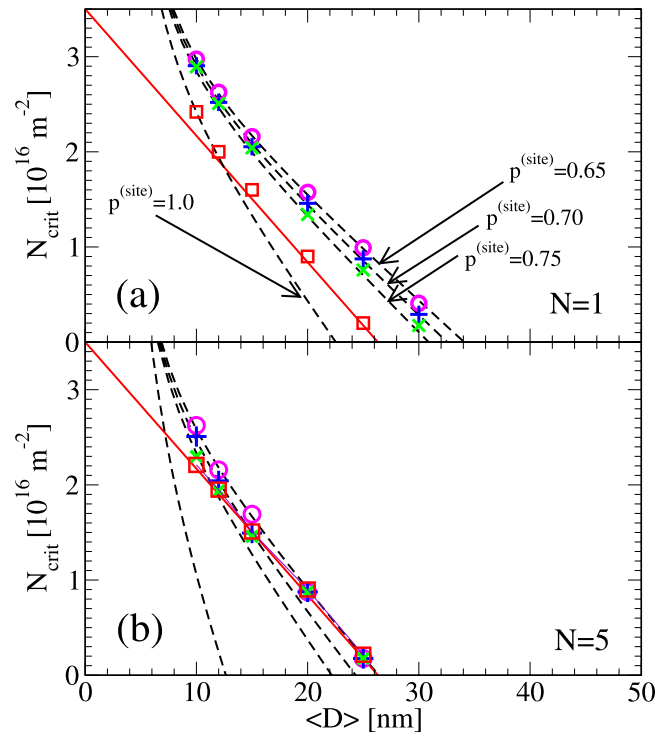 3
2
1
0
N_crit [10^16 m^-2]
p^(site)=1.0
p^(site)=0.65
p^(site)=0.70
p^(site)=0.75
(a)
N=1
3
2
1
0
N_crit [10^16 m^-2]
(b)
N=5
0 10 20 30 40 50
<D> [nm]